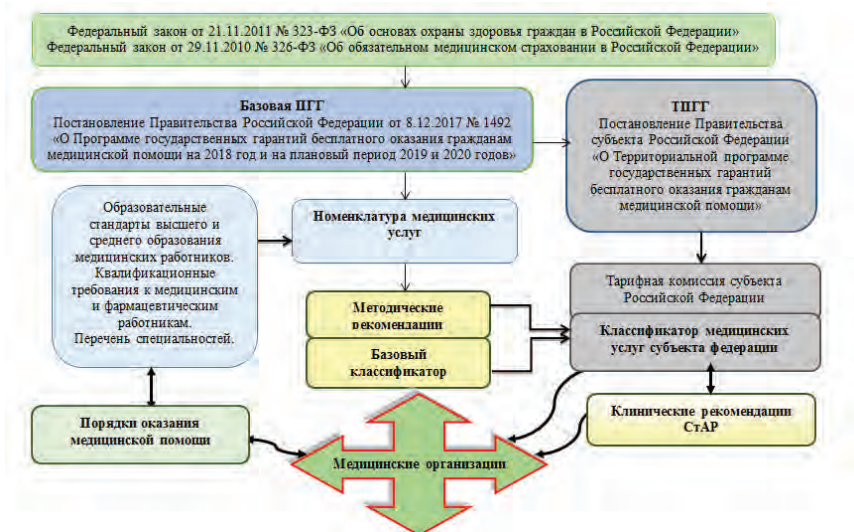 Федеральный закон от 21.11.2011 № 323-ФЗ «Об основах охраны здоровья граждан в Российской Федерации»
Федеральный закон от 29.11.2010 № 326-ФЗ «Об обязательном медицинском страховании в Российской Федерации»
Базовая ПГГ
Постановление Правительства Российской Федерации от 8.12.2017 № 1492
«О Программе государственных гарантий бесплатного оказания гражданам
медицинской помощи на 2018 год и на плановый период 2019 и 2020 годов»
ТПГГ
Постановление Правительства
субъекта Российской Федерации
«О Территориальной программе
государственных гарантий
бесплатного оказания гражданам
медицинской помощи»
Образовательные
стандарты высшего и
среднего образования
медицинских работников.
Квалификационные
требования к медицинским
и фармацевтическим
работникам.
Перечень специальностей.
Номенклатура медицинских
услуг
Методические
рекомендации
Базовый
классификатор
Тарифная комиссия субъекта
Российской Федерации
Классификатор медицинских
услуг субъекта федерации
Порядки оказания
медицинской помощи
Медицинские организации
Клинические рекомендации
СтАР